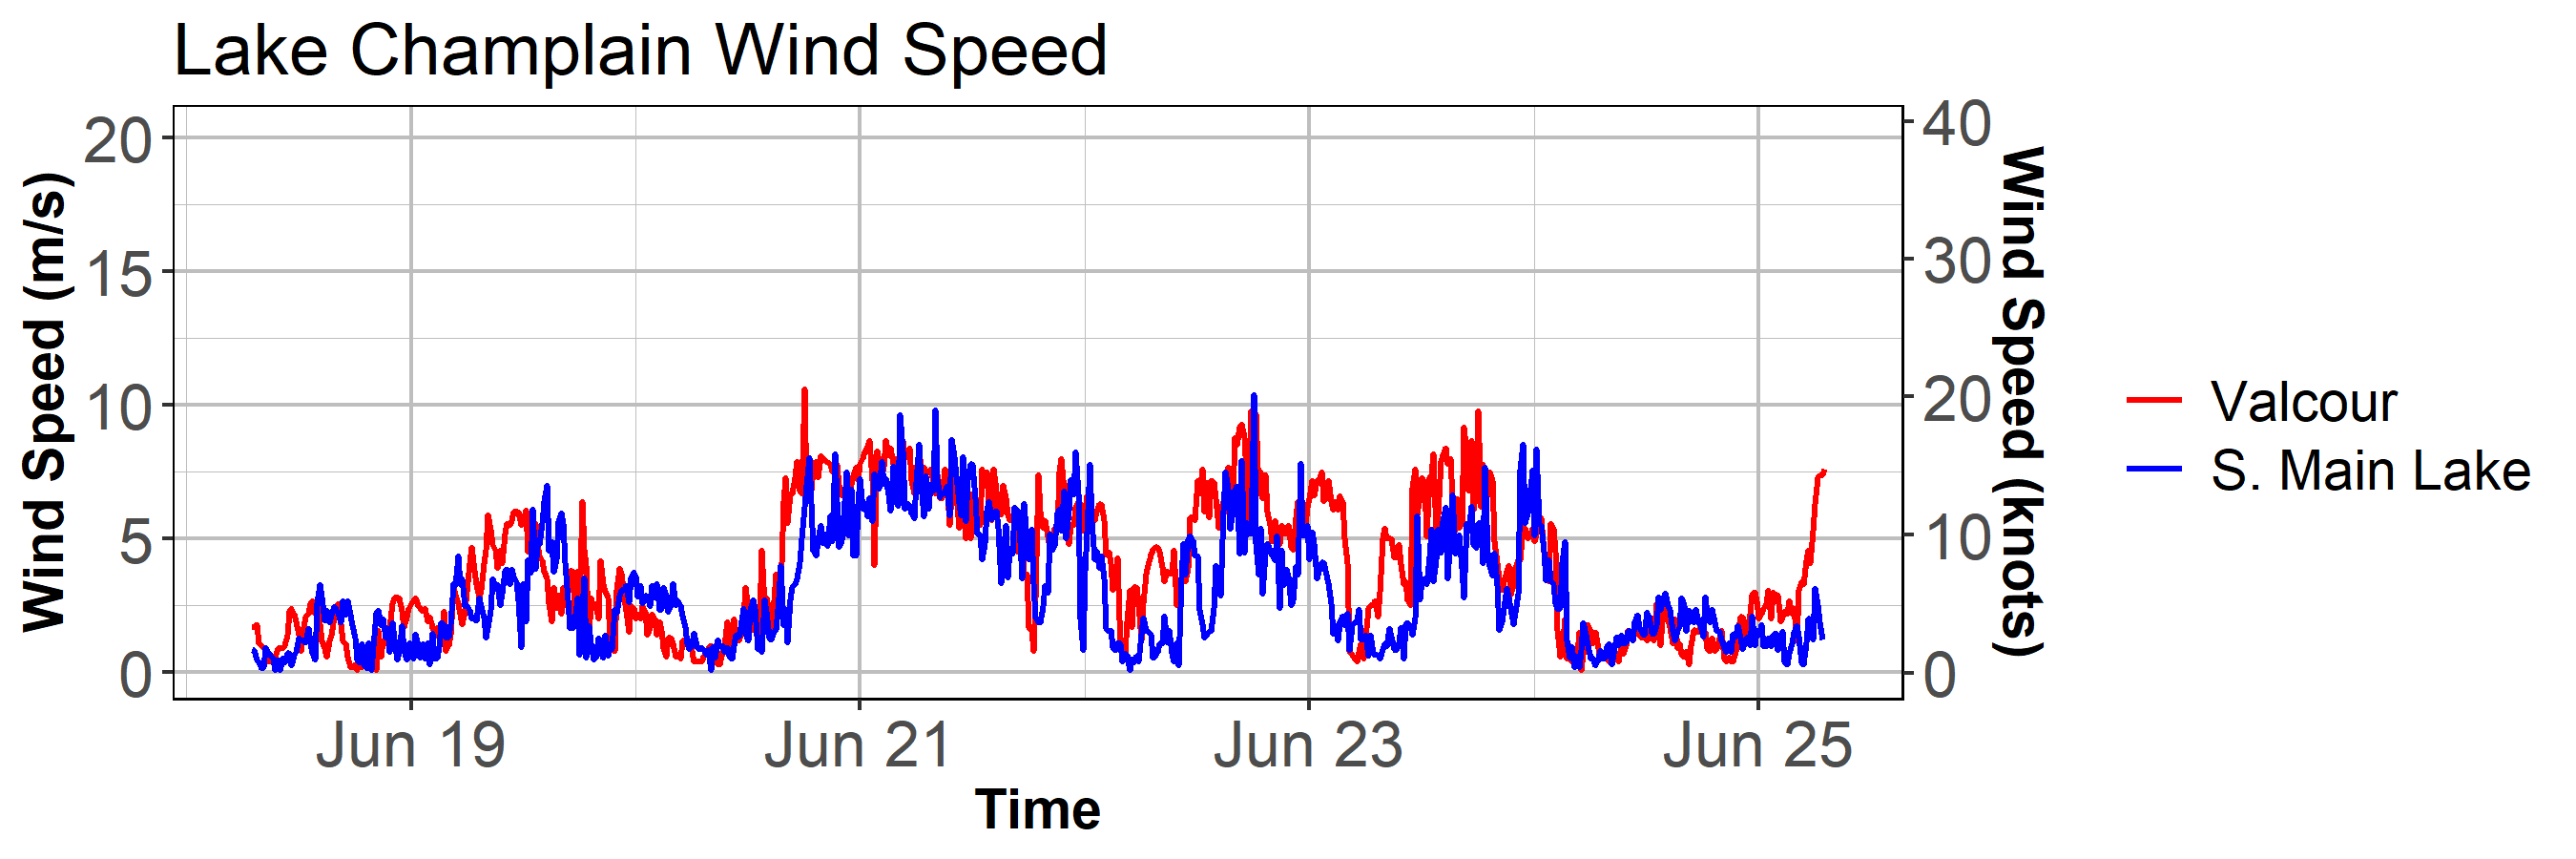 Lake Champlain Wind Speed
Wind Speed (m/s)
20
15
10
5
0
40
30
20
10
0
Wind Speed (knots)
Jun 19
Jun 21
Jun 23
Jun 25
Time
Valcour
S. Main Lake